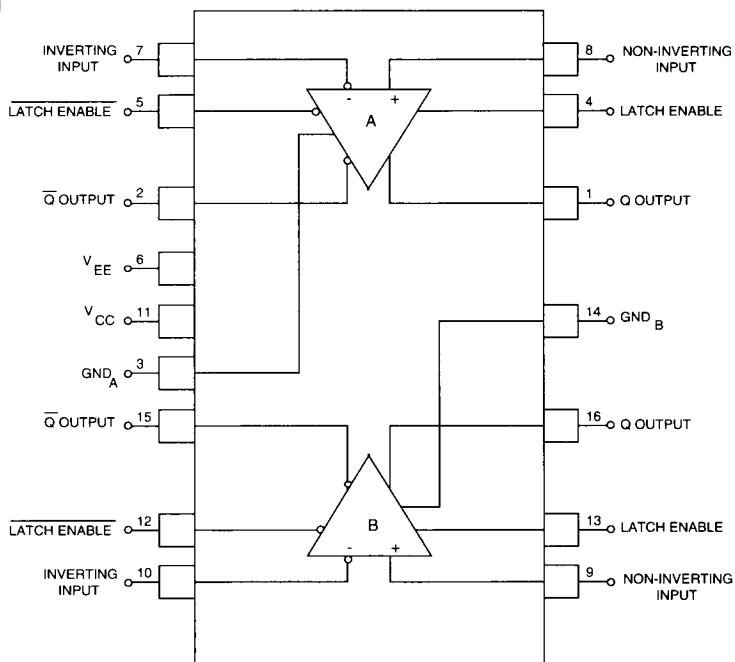 INVERTING
INPUT
7
8
NON-INVERTING
INPUT
LATCH ENABLE
5
- +
4
LATCH ENABLE
A
Q̅ OUTPUT
2
1
Q OUTPUT
VEE
6
VCC
11
14
GNDB
GNDA
3
Q̅ OUTPUT
15
16
Q OUTPUT
LATCH ENABLE
12
B
13
LATCH ENABLE
- +
INVERTING
INPUT
10
9
NON-INVERTING
INPUT